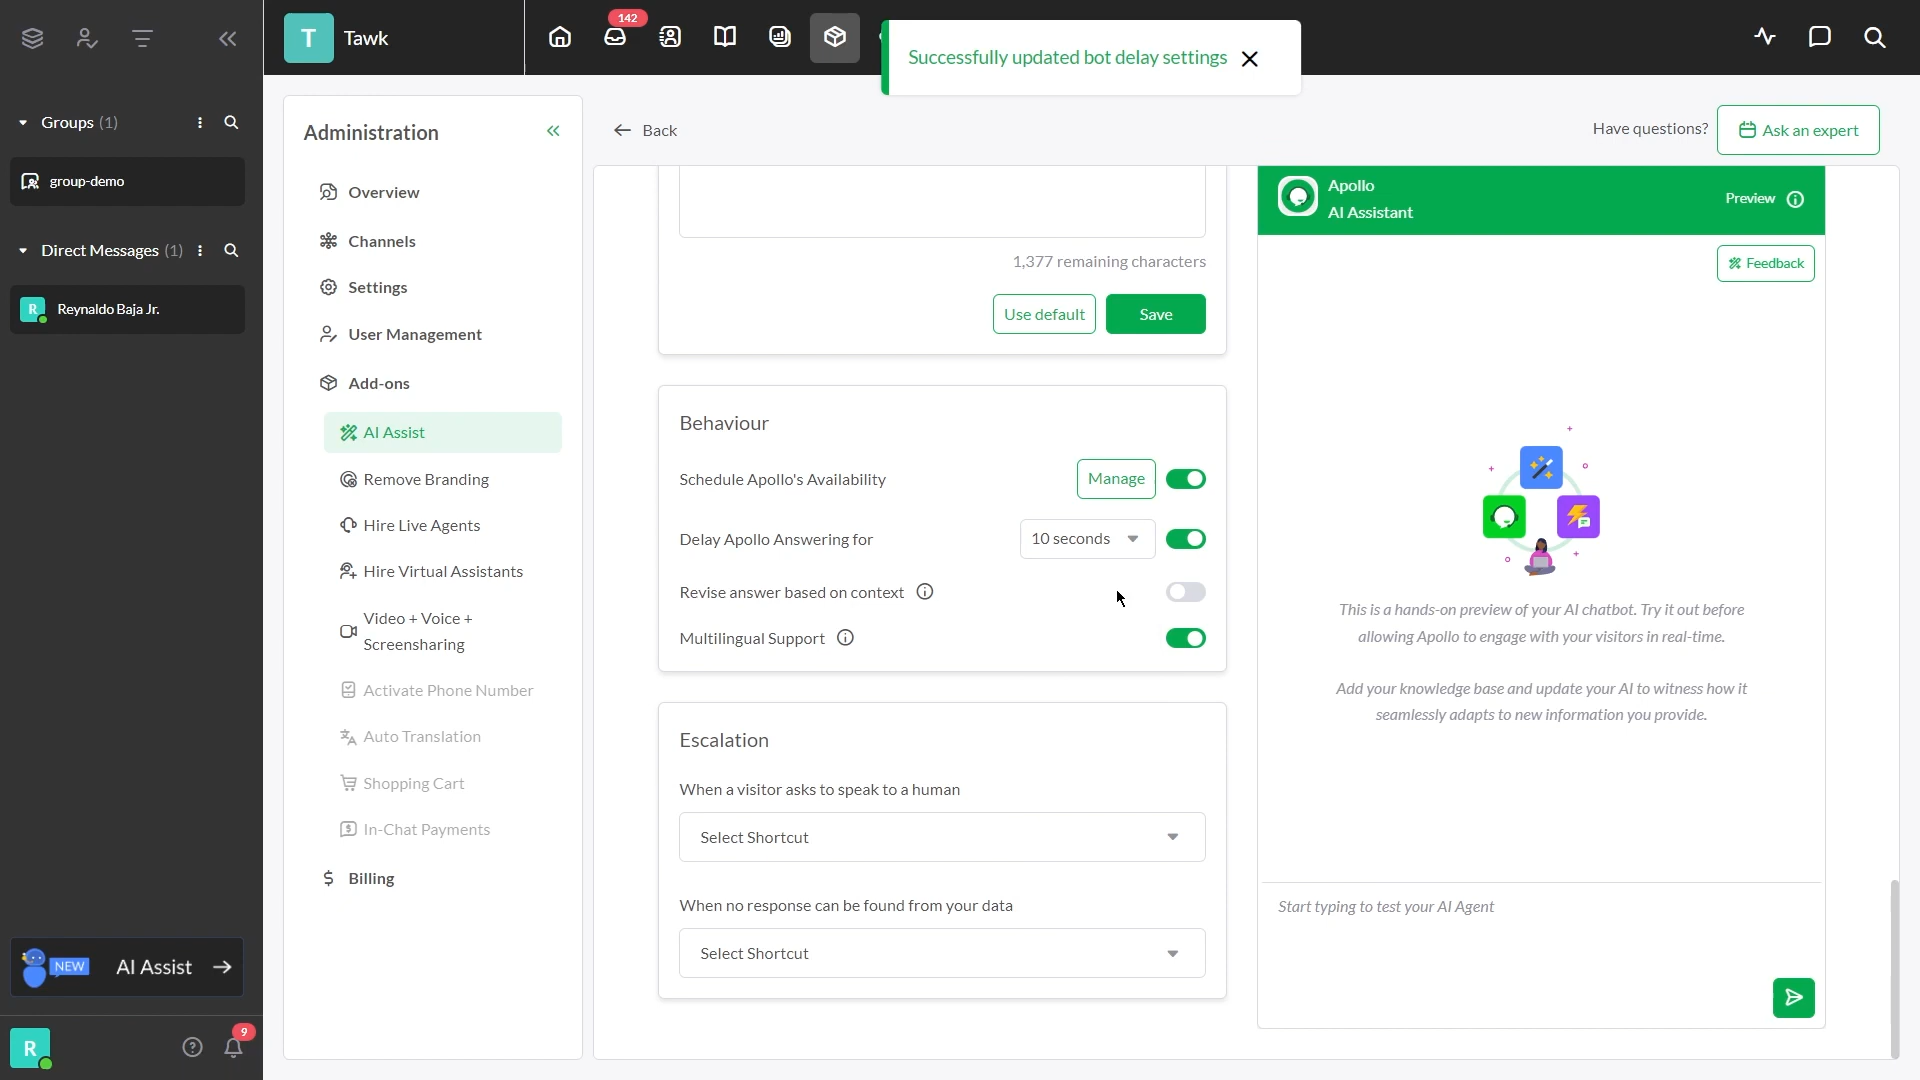 T
Tawk
142
Successfully updated bot delay settings
Groups (1)
group-demo
Direct Messages (1)
R
Reynaldo Baja Jr.
NEW
AI Assist
R
9
Administration
Overview
Channels
Settings
User Management
Add-ons
AI Assist
Remove Branding
Hire Live Agents
Hire Virtual Assistants
Video + Voice +
Screensharing
Activate Phone Number
Auto Translation
Shopping Cart
In-Chat Payments
Billing
Back
Have questions?
Ask an expert
1,377 remaining characters
Use default
Save
Behaviour
Schedule Apollo's Availability
Manage
Delay Apollo Answering for
10 seconds
Revise answer based on context
Multilingual Support
Escalation
When a visitor asks to speak to a human
Select Shortcut
When no response can be found from your data
Select Shortcut
Apollo
AI Assistant
Preview
Feedback
This is a hands-on preview of your AI chatbot. Try it out before
allowing Apollo to engage with your visitors in real-time.
Add your knowledge base and update your AI to witness how it
seamlessly adapts to new information you provide.
Start typing to test your AI Agent